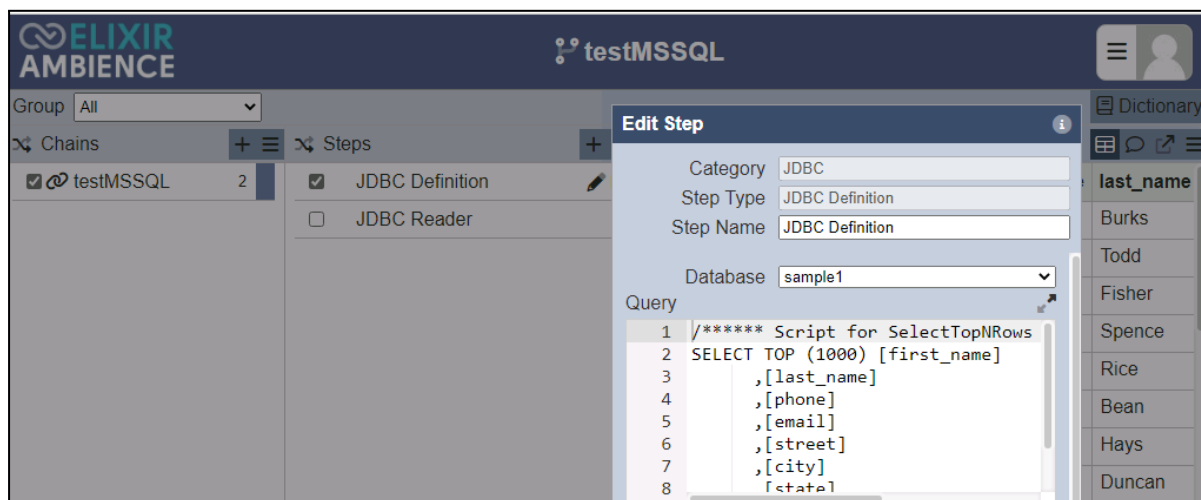 ELIXIR
AMBIENCE
testMSSQL
Group All
Dictionary
Chains
Steps
testMSSQL 2
JDBC Definition
JDBC Reader
Edit Step
Category JDBC
Step Type JDBC Definition
Step Name JDBC Definition
Database sample1
Query
1 /****** Script for SelectTopNRows
2 SELECT TOP (1000) [first_name]
3 ,[last_name]
4 ,[phone]
5 ,[email]
6 ,[street]
7 ,[city]
8 ,[state]
last_name
Burks
Todd
Fisher
Spence
Rice
Bean
Hays
Duncan